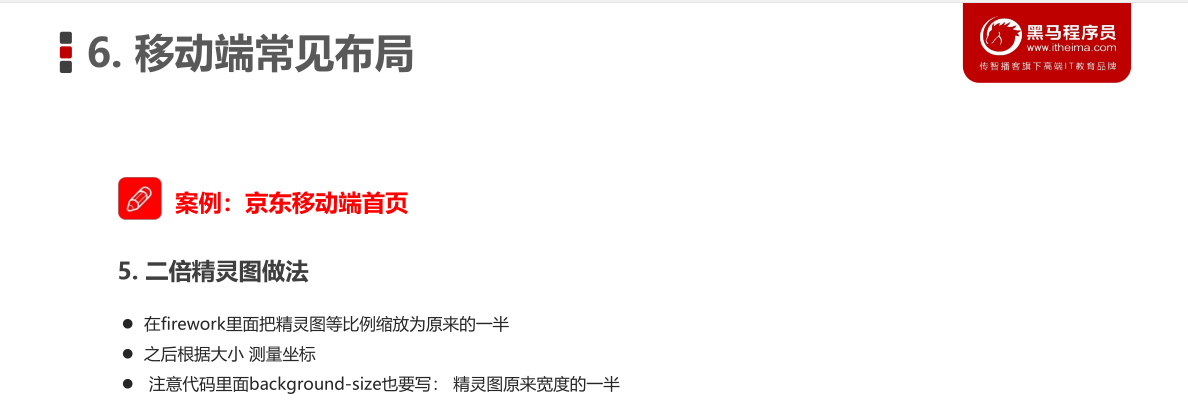 6. 移动端常见布局
黑马程序员
www.itheima.com
传智播客旗下高端IT教育品牌
案例：京东移动端首页
5. 二倍精灵图做法
● 在firework里面把精灵图等比例缩放为原来的一半
● 之后根据大小 测量坐标
● 注意代码里面background-size也要写： 精灵图原来宽度的一半